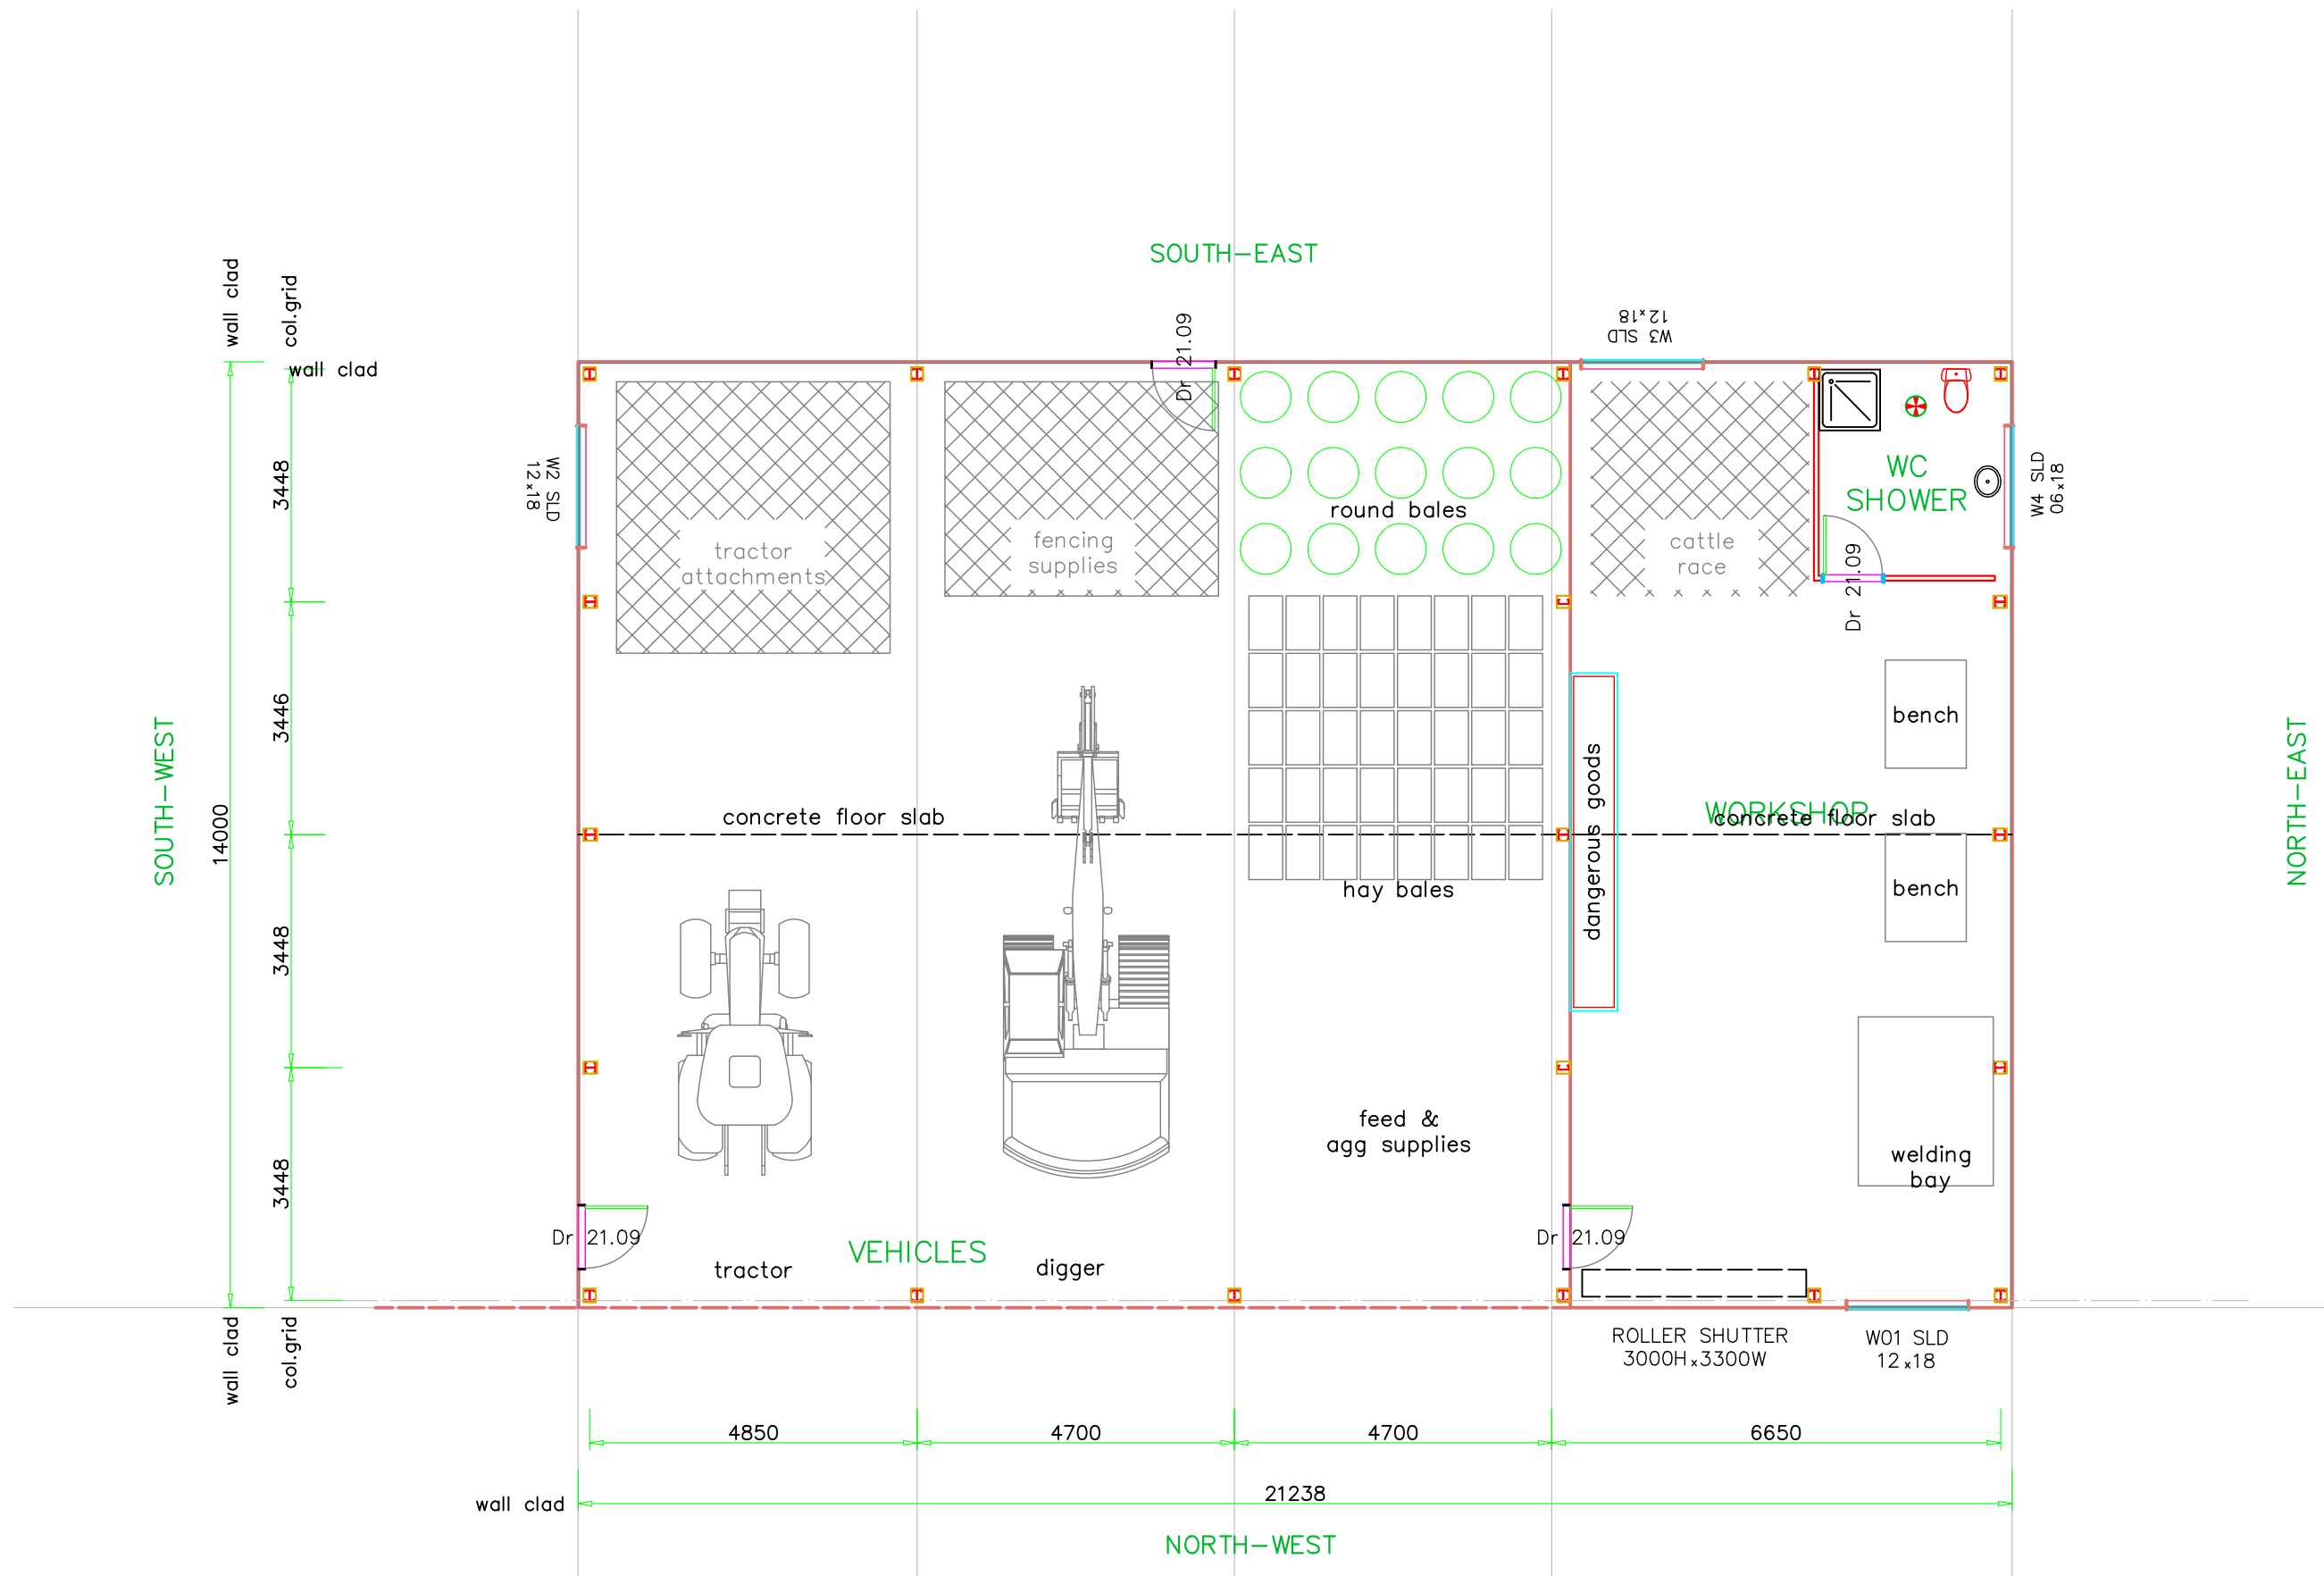 SOUTH-EAST
wall clad
col.grid
wall clad
Dr 21.09
W3 SLD
12x18
W2 SLD
12x18
W4 SLD
06x18
WC
SHOWER
round bales
tractor
attachments
fencing
supplies
cattle
race
Dr 21.09
3448
3446
3448
3448
14000
SOUTH-WEST
NORTH-EAST
bench
dangerous goods
WORKSHOP
concrete floor slab
concrete floor slab
bench
hay bales
feed &
agg supplies
welding
bay
Dr 21.09
Dr 21.09
VEHICLES
tractor
digger
wall clad
col.grid
ROLLER SHUTTER
3000Hx3300W
W01 SLD
12x18
4850
4700
4700
6650
wall clad
21238
NORTH-WEST